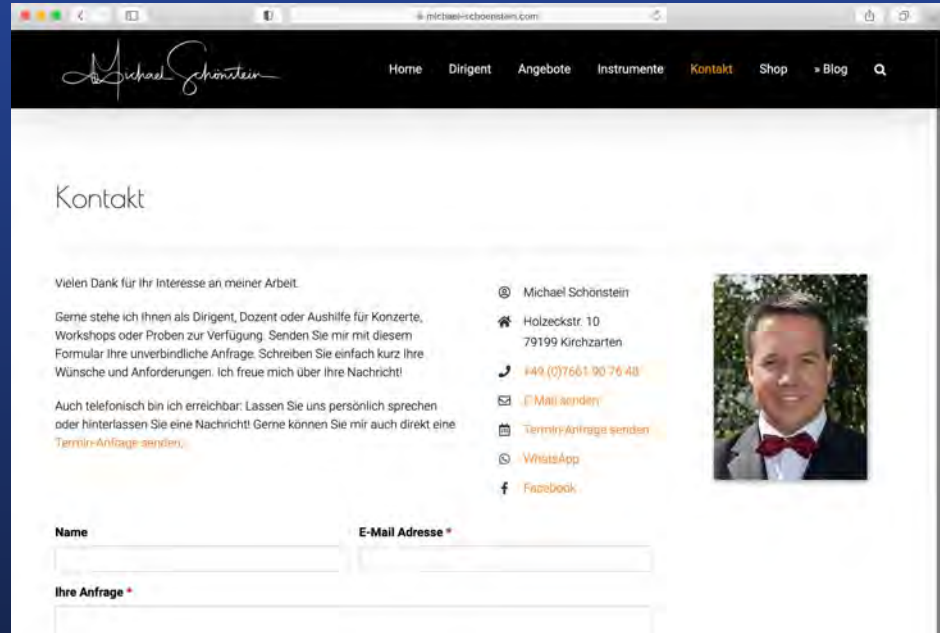 michael-schoenstein.com
Michael Schönstein
Home Dirigent Angebote Instrumente Kontakt Shop » Blog
Kontakt
Vielen Dank für Ihr Interesse an meiner Arbeit.
Gerne stehe ich Ihnen als Dirigent, Dozent oder Aushilfe für Konzerte,
Workshops oder Proben zur Verfügung. Senden Sie mir mit diesem
Formular Ihre unverbindliche Anfrage. Schreiben Sie einfach kurz Ihre
Wünsche und Anforderungen. Ich freue mich über Ihre Nachricht!
Auch telefonisch bin ich erreichbar: Lassen Sie uns persönlich sprechen
oder hinterlassen Sie eine Nachricht! Gerne können Sie mir auch direkt eine
Termin-Anfrage senden.
Michael Schönstein
Holzeckstr. 10
79199 Kirchzarten
+49 (0)7661 90 76 48
E-Mail senden
Termin-Anfrage senden
WhatsApp
Facebook
Name
E-Mail Adresse *
Ihre Anfrage *